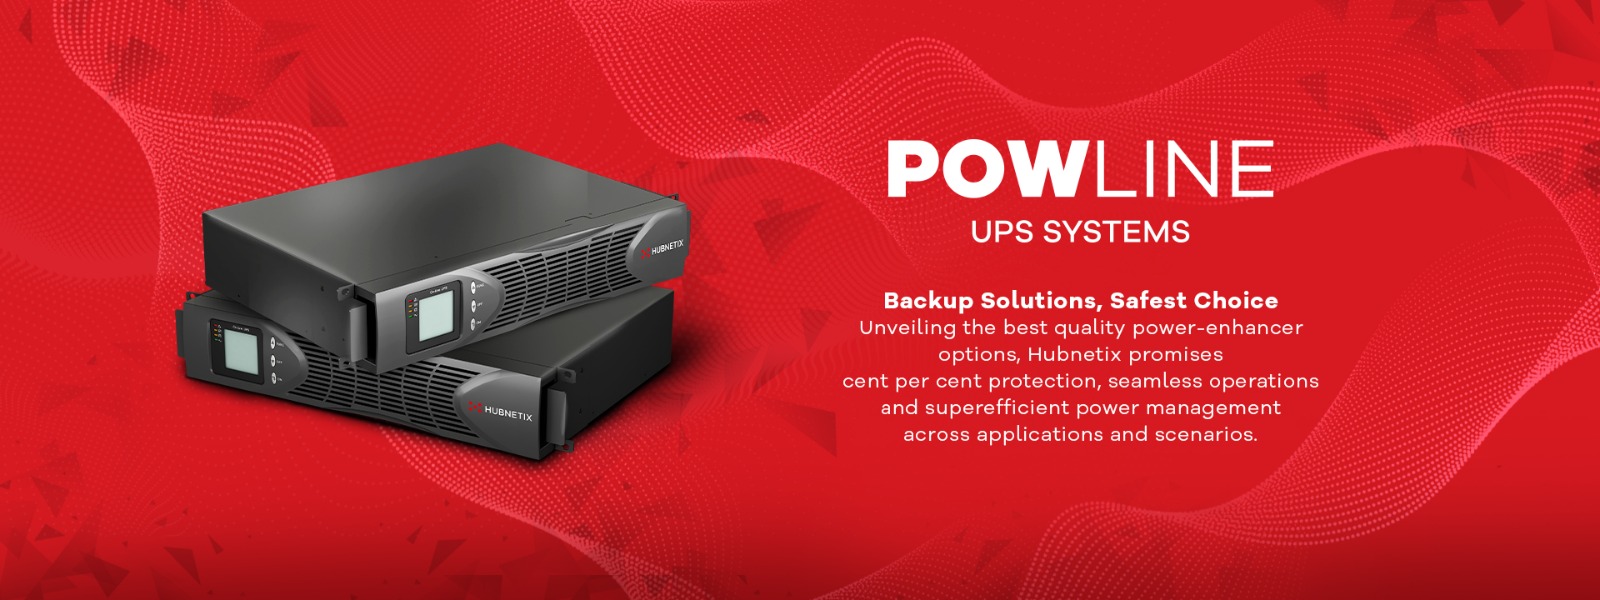 POWLINE
UPS SYSTEMS
Backup Solutions, Safest Choice
Unveiling the best quality power-enhancer
options, Hubnetix promises
cent per cent protection, seamless operations
and superefficient power management
across applications and scenarios.
HUBNETIX
HUBNETIX